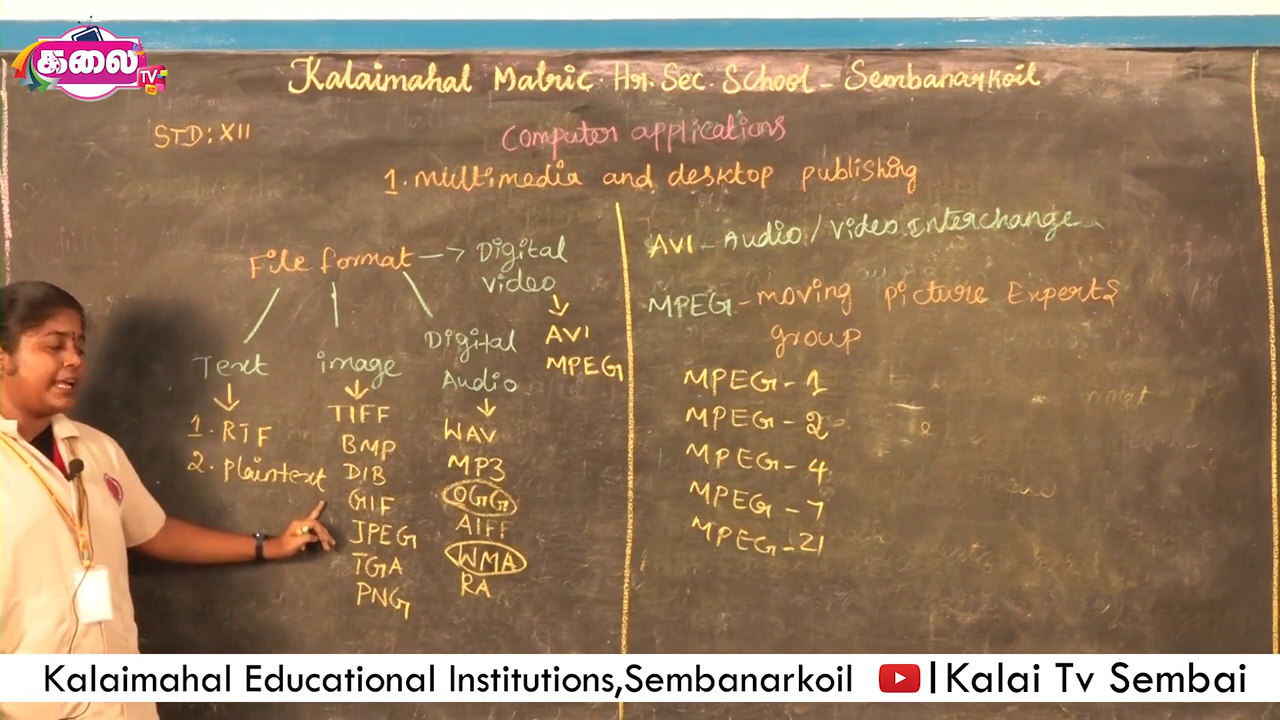 கலை
TV
HD
Kalaimahal Matric. Hr. Sec. School - Sembanarkoil
STD: XII
Computer applications
1. Multimedia and desktop publishing
File format → Digital
video
AVI
MPEG
Text
1. RTF
2. plaintext
image
TIFF
BMP
DIB
GIF
JPEG
TGA
PNG
Digital
Audio
WAV
MP3
OGG
AIFF
WMA
RA
AVI - Audio / Video Interchange
MPEG - moving picture Experts
group
MPEG - 1
MPEG - 2
MPEG - 4
MPEG - 7
MPEG - 21
Kalaimahal Educational Institutions,Sembanarkoil | Kalai Tv Sembai